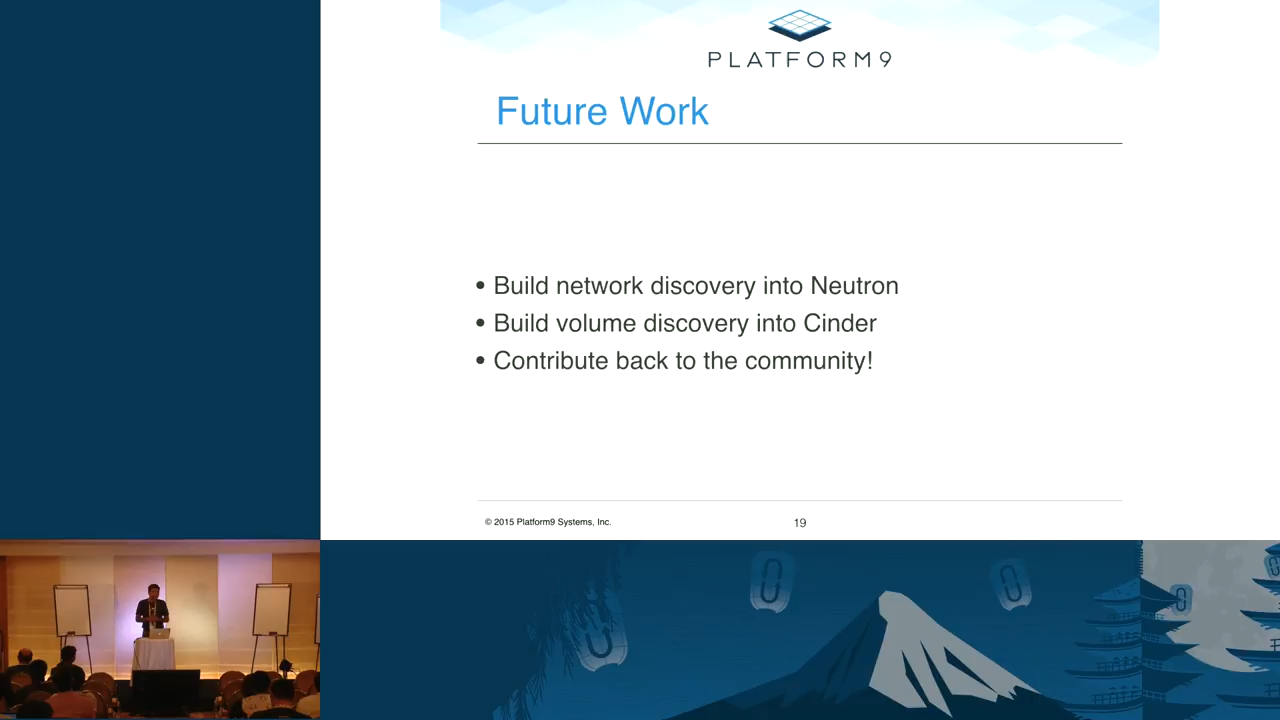 PLATFORM9
Future Work
• Build network discovery into Neutron
• Build volume discovery into Cinder
• Contribute back to the community!
© 2015 Platform9 Systems, Inc.
19